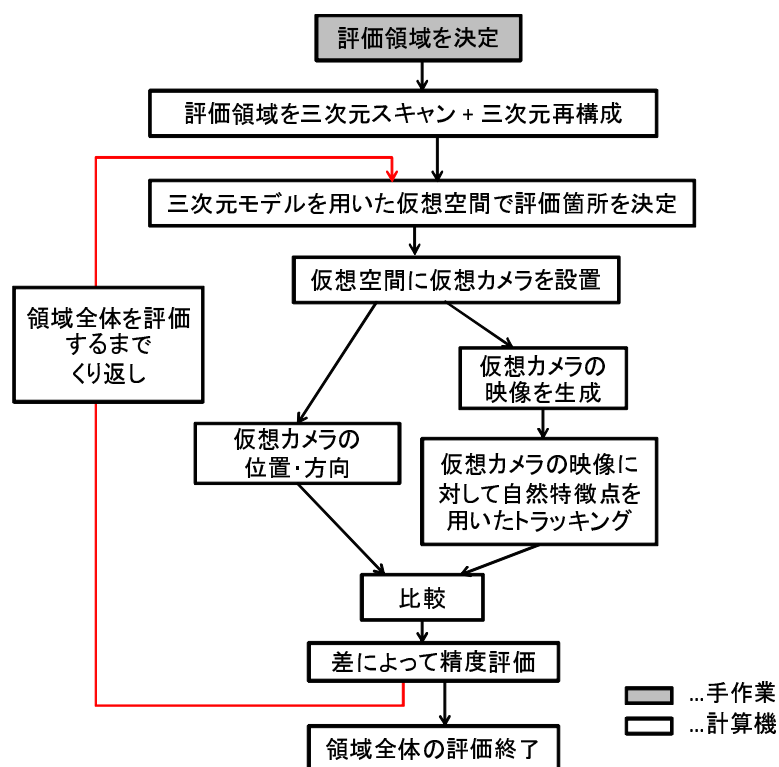 評価領域を決定
評価領域を三次元スキャン + 三次元再構成
三次元モデルを用いた仮想空間で評価箇所を決定
仮想空間に仮想カメラを設置
領域全体を評価
するまで
くり返し
仮想カメラの
映像を生成
仮想カメラの
位置・方向
仮想カメラの映像に
対して自然特徴点を
用いたトラッキング
比較
差によって精度評価
領域全体の評価終了
...手作業
...計算機